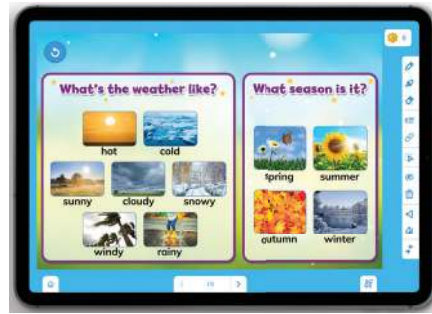 What's the weather like?
hot cold
sunny cloudy snowy
windy rainy
What season is it?
spring summer
autumn winter